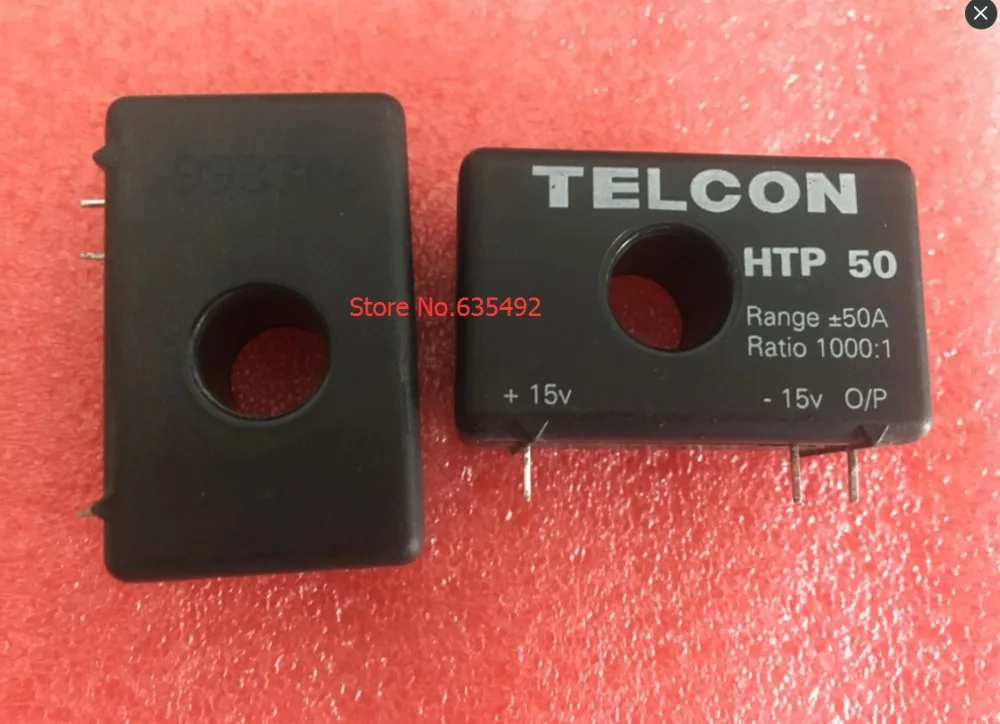 TELCON
HTP 50
Range ±50A
Ratio 1000:1
+ 15v
- 15v O/P
Store No.635492